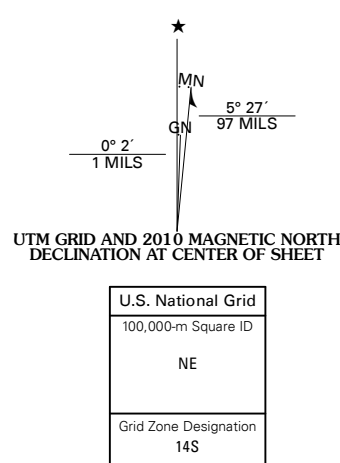 ★
MN
5° 27´
97 MILS
GN
0° 2´
1 MILS
UTM GRID AND 2010 MAGNETIC NORTH
DECLINATION AT CENTER OF SHEET
U.S. National Grid
100,000-m Square ID
NE
Grid Zone Designation
14S